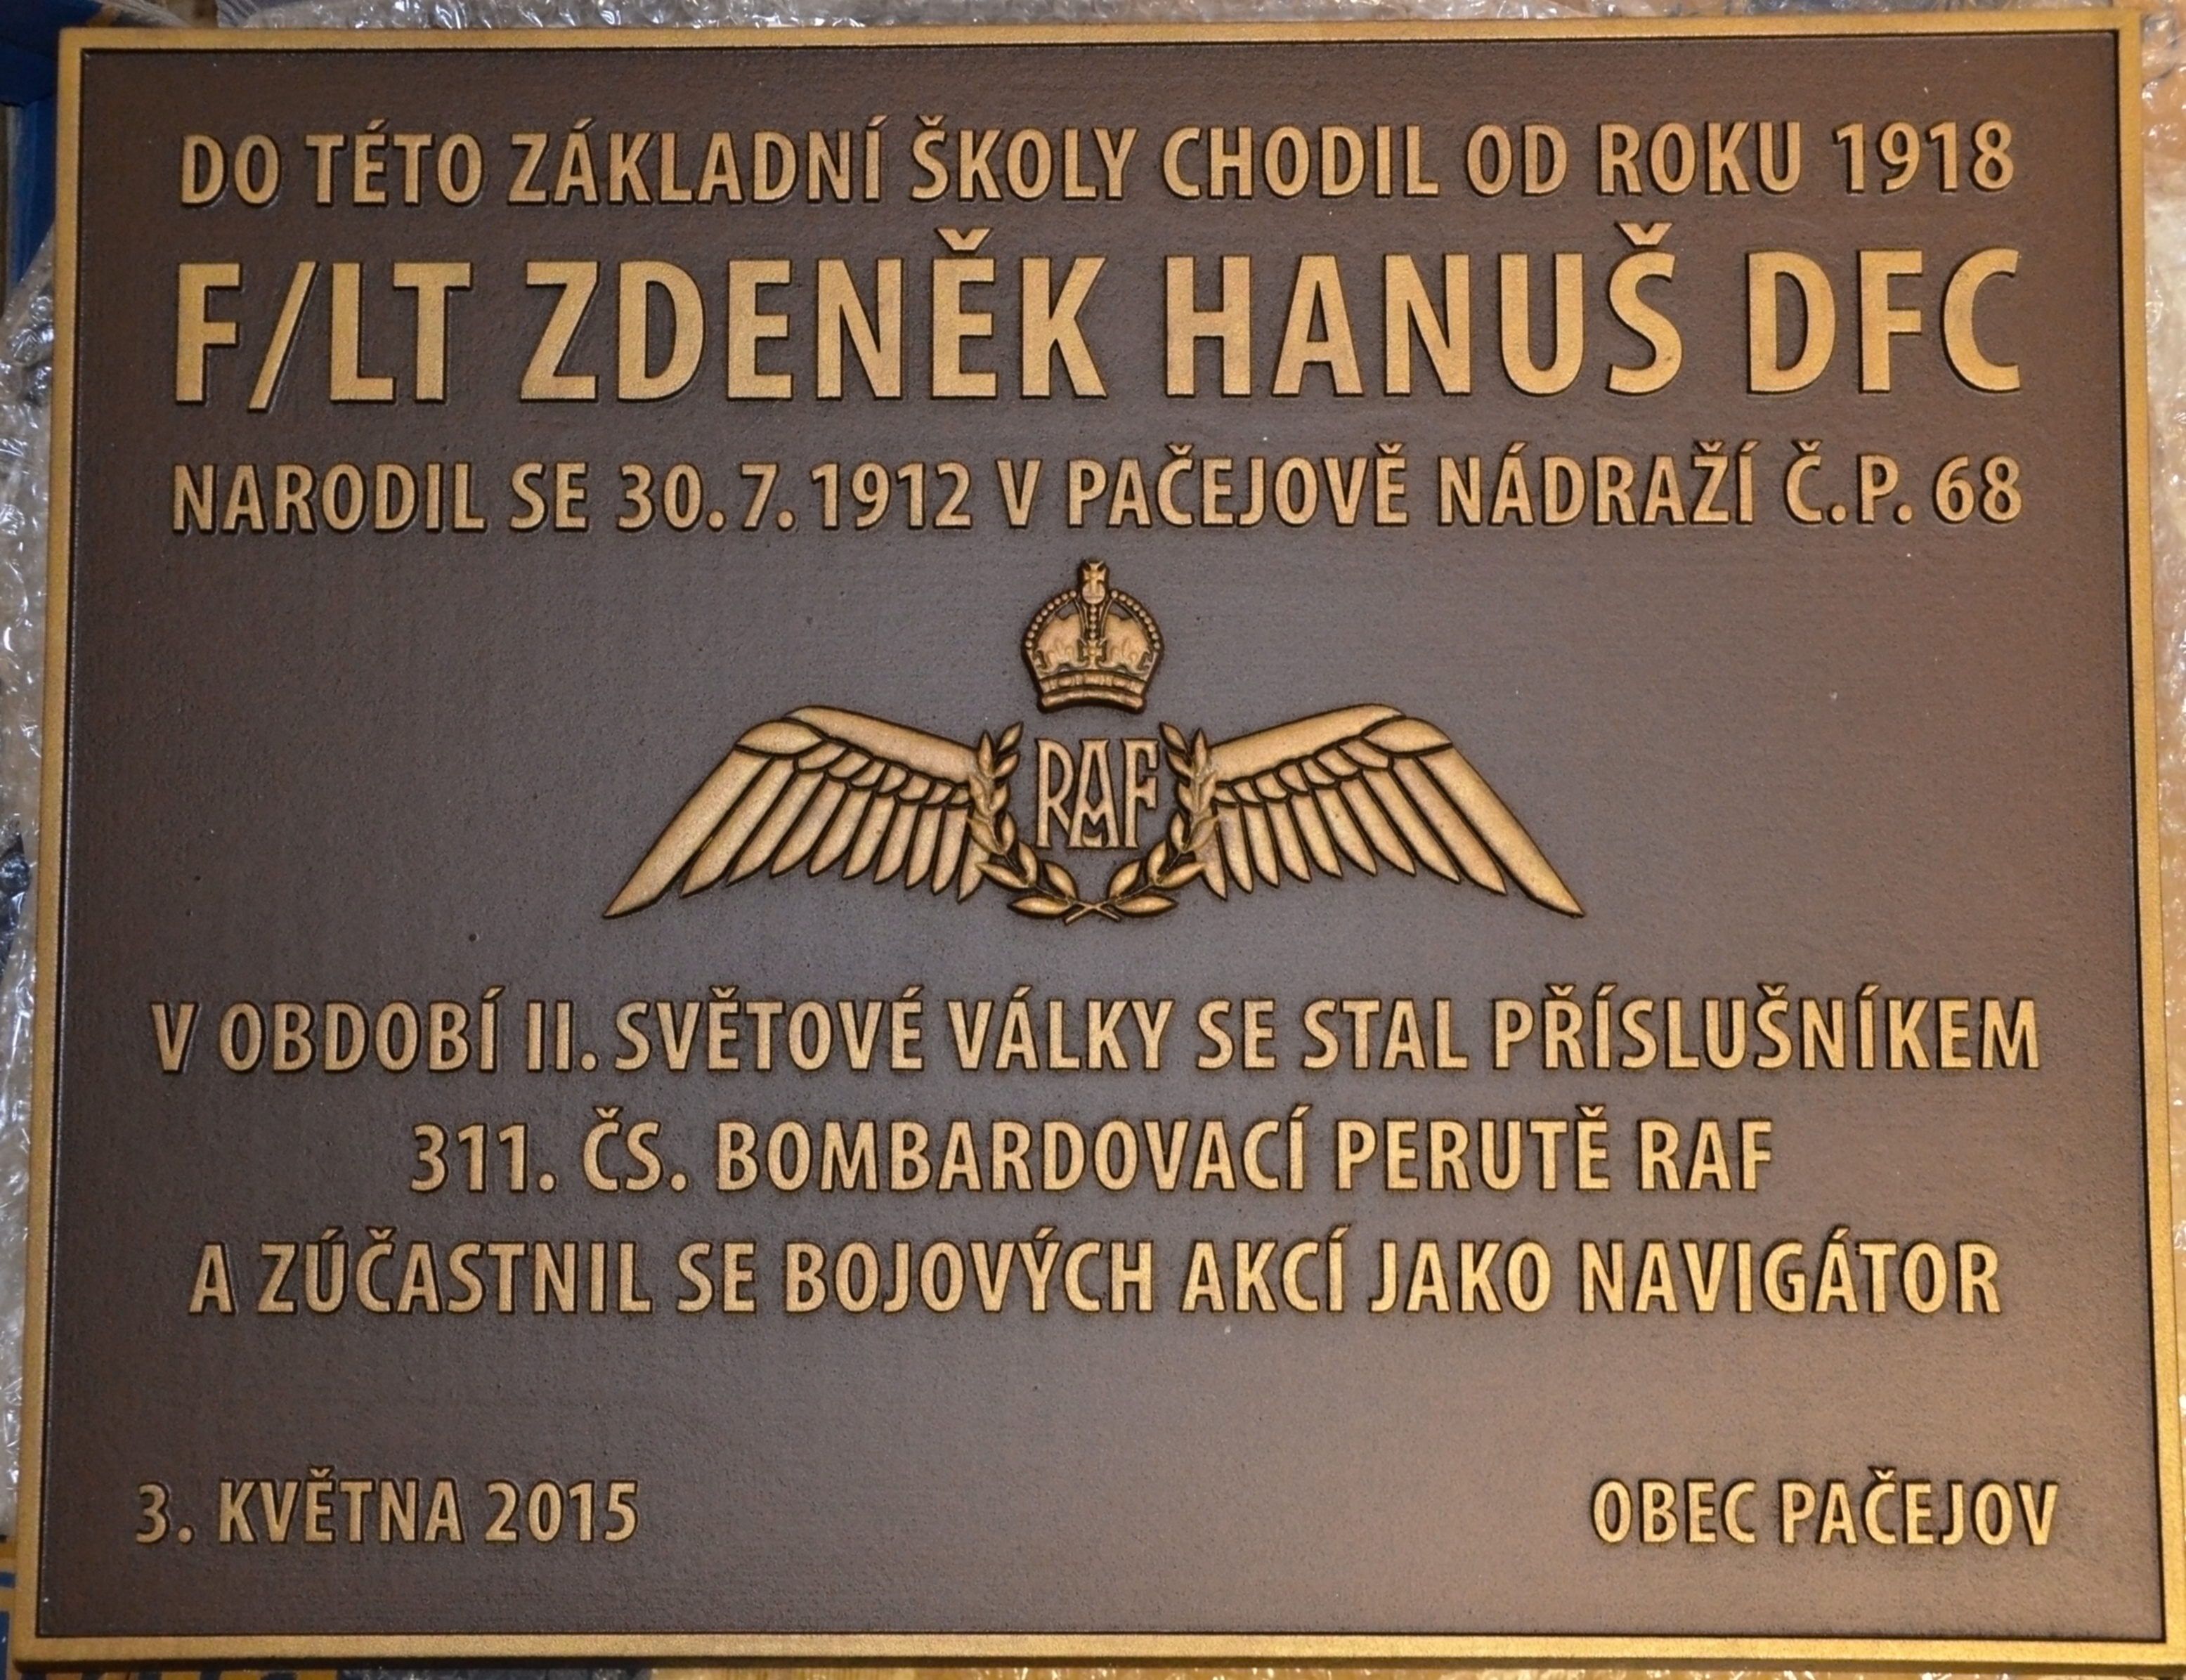 DO TÉTO ZÁKLADNÍ ŠKOLY CHODIL OD ROKU 1918
F/LT ZDENĚK HANUŠ DFC
NARODIL SE 30.7.1912 V PAČEJOVĚ NÁDRAŽÍ Č.P. 68
RAF
V OBDOBÍ II. SVĚTOVÉ VÁLKY SE STAL PŘÍSLUŠNÍKEM
311. ČS. BOMBARDOVACÍ PERUTĚ RAF
A ZÚČASTNIL SE BOJOVÝCH AKCÍ JAKO NAVIGÁTOR
3. KVĚTNA 2015
OBEC PAČEJOV